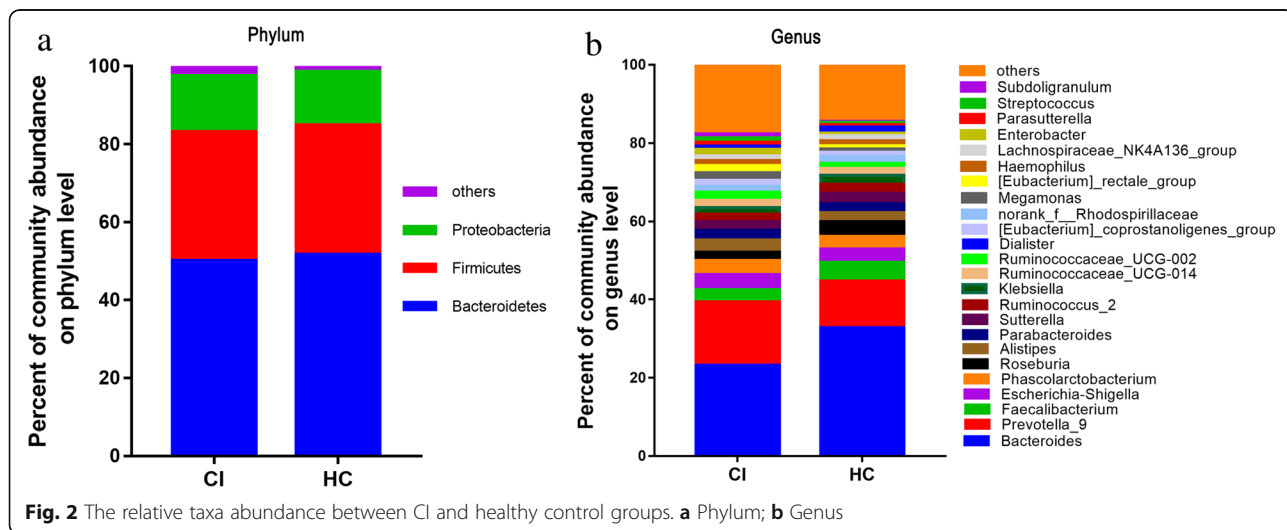 a
Phylum
Percent of community abundance
on phylum level
100
80
60
40
20
0
CI
HC
others
Proteobacteria
Firmicutes
Bacteroidetes
b
Genus
Percent of community abundance
on genus level
100
80
60
40
20
0
CI
HC
others
Subdoligranulum
Streptococcus
Parasutterella
Enterobacter
Lachnospiraceae_NK4A136_group
Haemophilus
[Eubacterium]_rectale_group
Megamonas
norank_f__Rhodospirillaceae
[Eubacterium]_coprostanoligenes_group
Dialister
Ruminococcaceae_UCG-002
Ruminococcaceae_UCG-014
Klebsiella
Ruminococcus_2
Sutterella
Parabacteroides
Alistipes
Roseburia
Phascolarctobacterium
Escherichia-Shigella
Faecalibacterium
Prevotella_9
Bacteroides
Fig. 2 The relative taxa abundance between CI and healthy control groups. a Phylum; b Genus